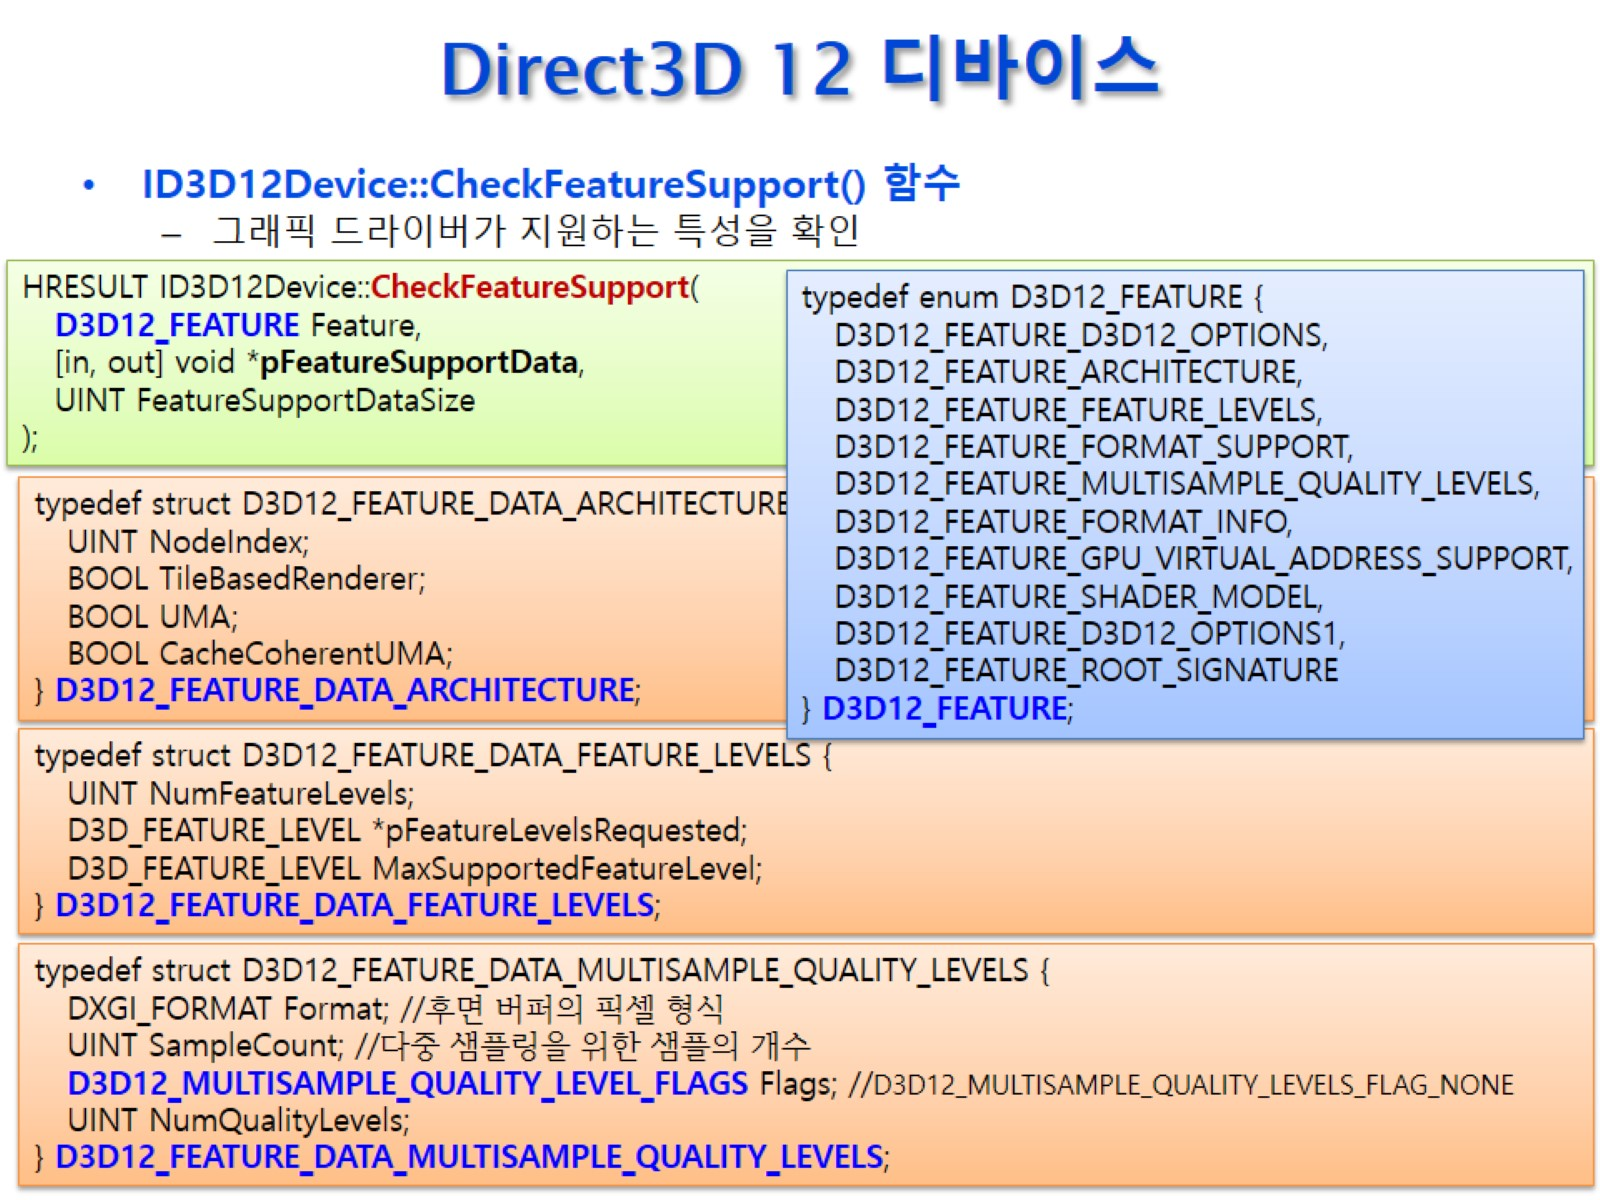 Direct3D 12 디바이스
• ID3D12Device::CheckFeatureSupport() 함수
– 그래픽 드라이버가 지원하는 특성을 확인
HRESULT ID3D12Device::CheckFeatureSupport(
D3D12_FEATURE Feature,
[in, out] void *pFeatureSupportData,
UINT FeatureSupportDataSize
);
typedef enum D3D12_FEATURE {
D3D12_FEATURE_D3D12_OPTIONS,
D3D12_FEATURE_ARCHITECTURE,
D3D12_FEATURE_FEATURE_LEVELS,
D3D12_FEATURE_FORMAT_SUPPORT,
D3D12_FEATURE_MULTISAMPLE_QUALITY_LEVELS,
D3D12_FEATURE_FORMAT_INFO,
D3D12_FEATURE_GPU_VIRTUAL_ADDRESS_SUPPORT,
D3D12_FEATURE_SHADER_MODEL,
D3D12_FEATURE_D3D12_OPTIONS1,
D3D12_FEATURE_ROOT_SIGNATURE
} D3D12_FEATURE;
typedef struct D3D12_FEATURE_DATA_ARCHITECTURE
UINT NodeIndex;
BOOL TileBasedRenderer;
BOOL UMA;
BOOL CacheCoherentUMA;
} D3D12_FEATURE_DATA_ARCHITECTURE;
typedef struct D3D12_FEATURE_DATA_FEATURE_LEVELS {
UINT NumFeatureLevels;
D3D_FEATURE_LEVEL *pFeatureLevelsRequested;
D3D_FEATURE_LEVEL MaxSupportedFeatureLevel;
} D3D12_FEATURE_DATA_FEATURE_LEVELS;
typedef struct D3D12_FEATURE_DATA_MULTISAMPLE_QUALITY_LEVELS {
DXGI_FORMAT Format; //후면 버퍼의 픽셀 형식
UINT SampleCount; //다중 샘플링을 위한 샘플의 개수
D3D12_MULTISAMPLE_QUALITY_LEVEL_FLAGS Flags; //D3D12_MULTISAMPLE_QUALITY_LEVELS_FLAG_NONE
UINT NumQualityLevels;
} D3D12_FEATURE_DATA_MULTISAMPLE_QUALITY_LEVELS;